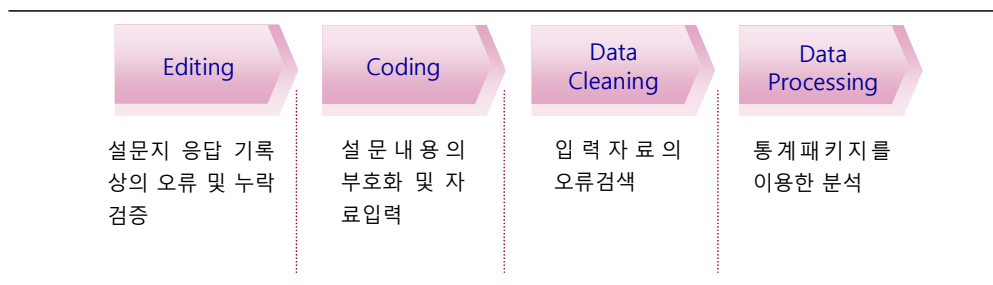 Editing
Coding
Data
Cleaning
Data
Processing
설문지 응답 기록
상의 오류 및 누락
검증
설문내용의
부호화 및 자
료입력
입력자료의
오류검색
통계패키지를
이용한 분석